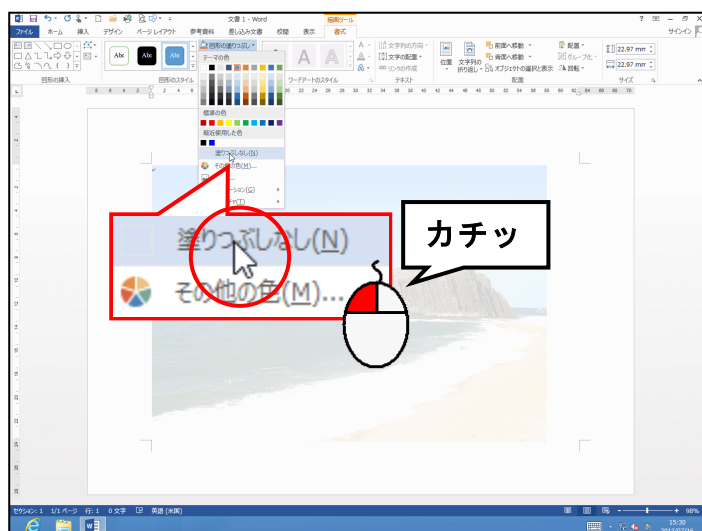 文書 1 - Word
描画ツール
ファイル ホーム 挿入 デザイン ページ レイアウト 参考資料 差し込み文書 校閲 表示 書式 サインイン
図形の塗りつぶし
Abc Abc Abc
A A
文字列の方向
文字の配置
リンクの作成
位置
文字列の
折り返し
前面へ移動
背面へ移動
オブジェクトの選択と表示
配置
グループ化
回転
22.97 mm
22.97 mm
図形の挿入 図形のスタイル ワードアートのスタイル テキスト 配置 サイズ
テーマの色
標準の色
最近使用した色
塗りつぶしなし(N)
その他の色(M)...
塗りつぶしなし(N)
その他の色(M)...
カチッ
セクション: 1 1/1 ページ 行: 1 0 文字 英語 (米国) 98%
15:30